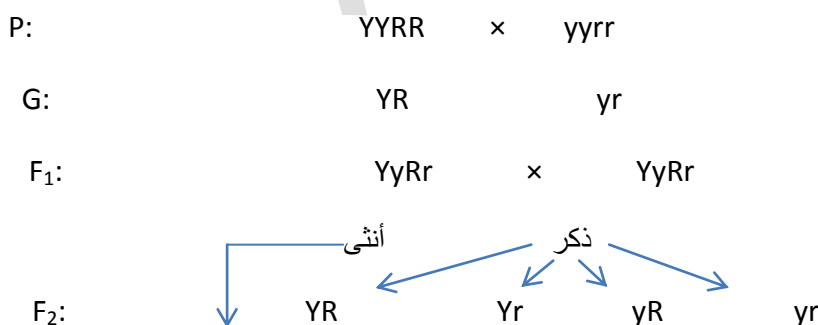 P: YYRR × yyrr
G: YR yr
F₁: YyRr × YyRr
أنثى ذكر
F₂: YR Yr yR yr